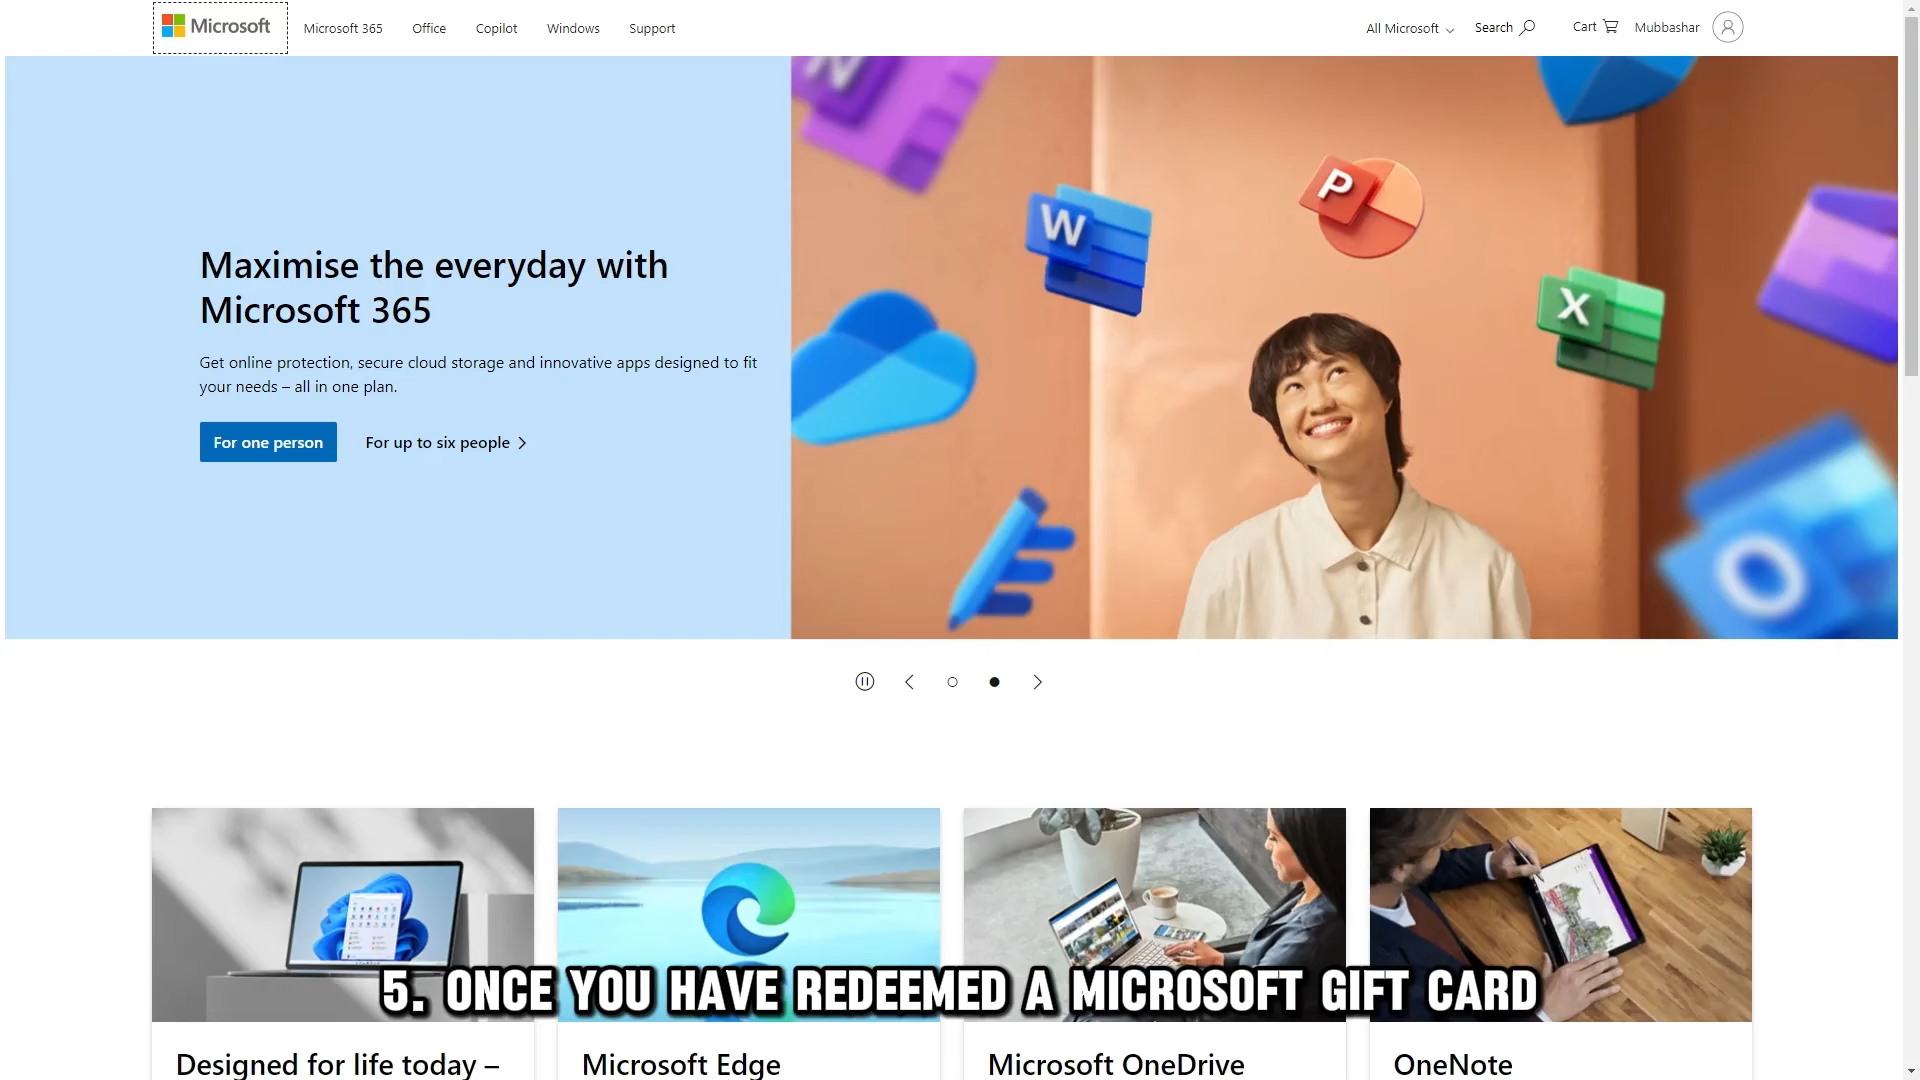 Microsoft
Microsoft 365
Office
Copilot
Windows
Support
All Microsoft
Search
Cart
Mubbashar
N
W
P
X
O
Maximise the everyday with
Microsoft 365
Get online protection, secure cloud storage and innovative apps designed to fit
your needs – all in one plan.
For one person
For up to six people
5. ONCE YOU HAVE REDEEMED A MICROSOFT GIFT CARD
Designed for life today –
Microsoft Edge
Microsoft OneDrive
OneNote